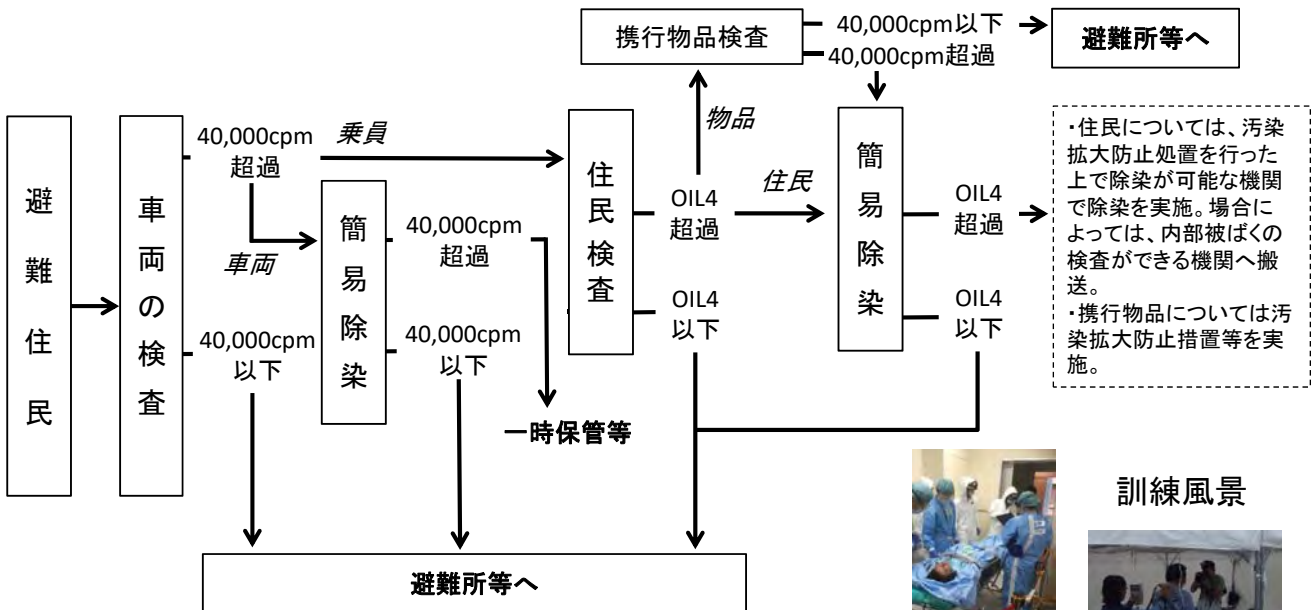 避難住民
車両の検査
40,000cpm
超過
乗員
車両
40,000cpm
以下
簡易除染
40,000cpm
超過
40,000cpm
以下
一時保管等
住民検査
OIL4
超過
OIL4
以下
物品
携行物品検査
40,000cpm以下
40,000cpm超過
避難所等へ
住民
簡易除染
OIL4
超過
OIL4
以下
・住民については、汚染
拡大防止処置を行った
上で除染が可能な機関
で除染を実施。場合に
よっては、内部被ばくの
検査ができる機関へ搬
送。
・携行物品については汚
染拡大防止措置等を実
施。
避難所等へ
訓練風景